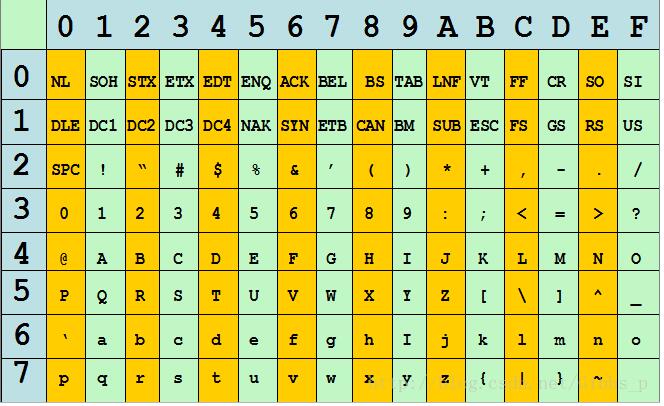 0 1 2 3 4 5 6 7 8 9 A B C D E F
0 NL SOH STX ETX EDT ENQ ACK BEL BS TAB LNF VT FF CR SO SI
1 DLE DC1 DC2 DC3 DC4 NAK SYN ETB CAN BM SUB ESC FS GS RS US
2 SPC ! “ # $ % & ′ ( ) * + , - . /
3 0 1 2 3 4 5 6 7 8 9 : ; < = > ?
4 @ A B C D E F G H I J K L M N O
5 P Q R S T U V W X Y Z [ \ ] ^ _
6 ` a b c d e f g h I j k l m n o
7 p q r s t u v w x y z { | } ~